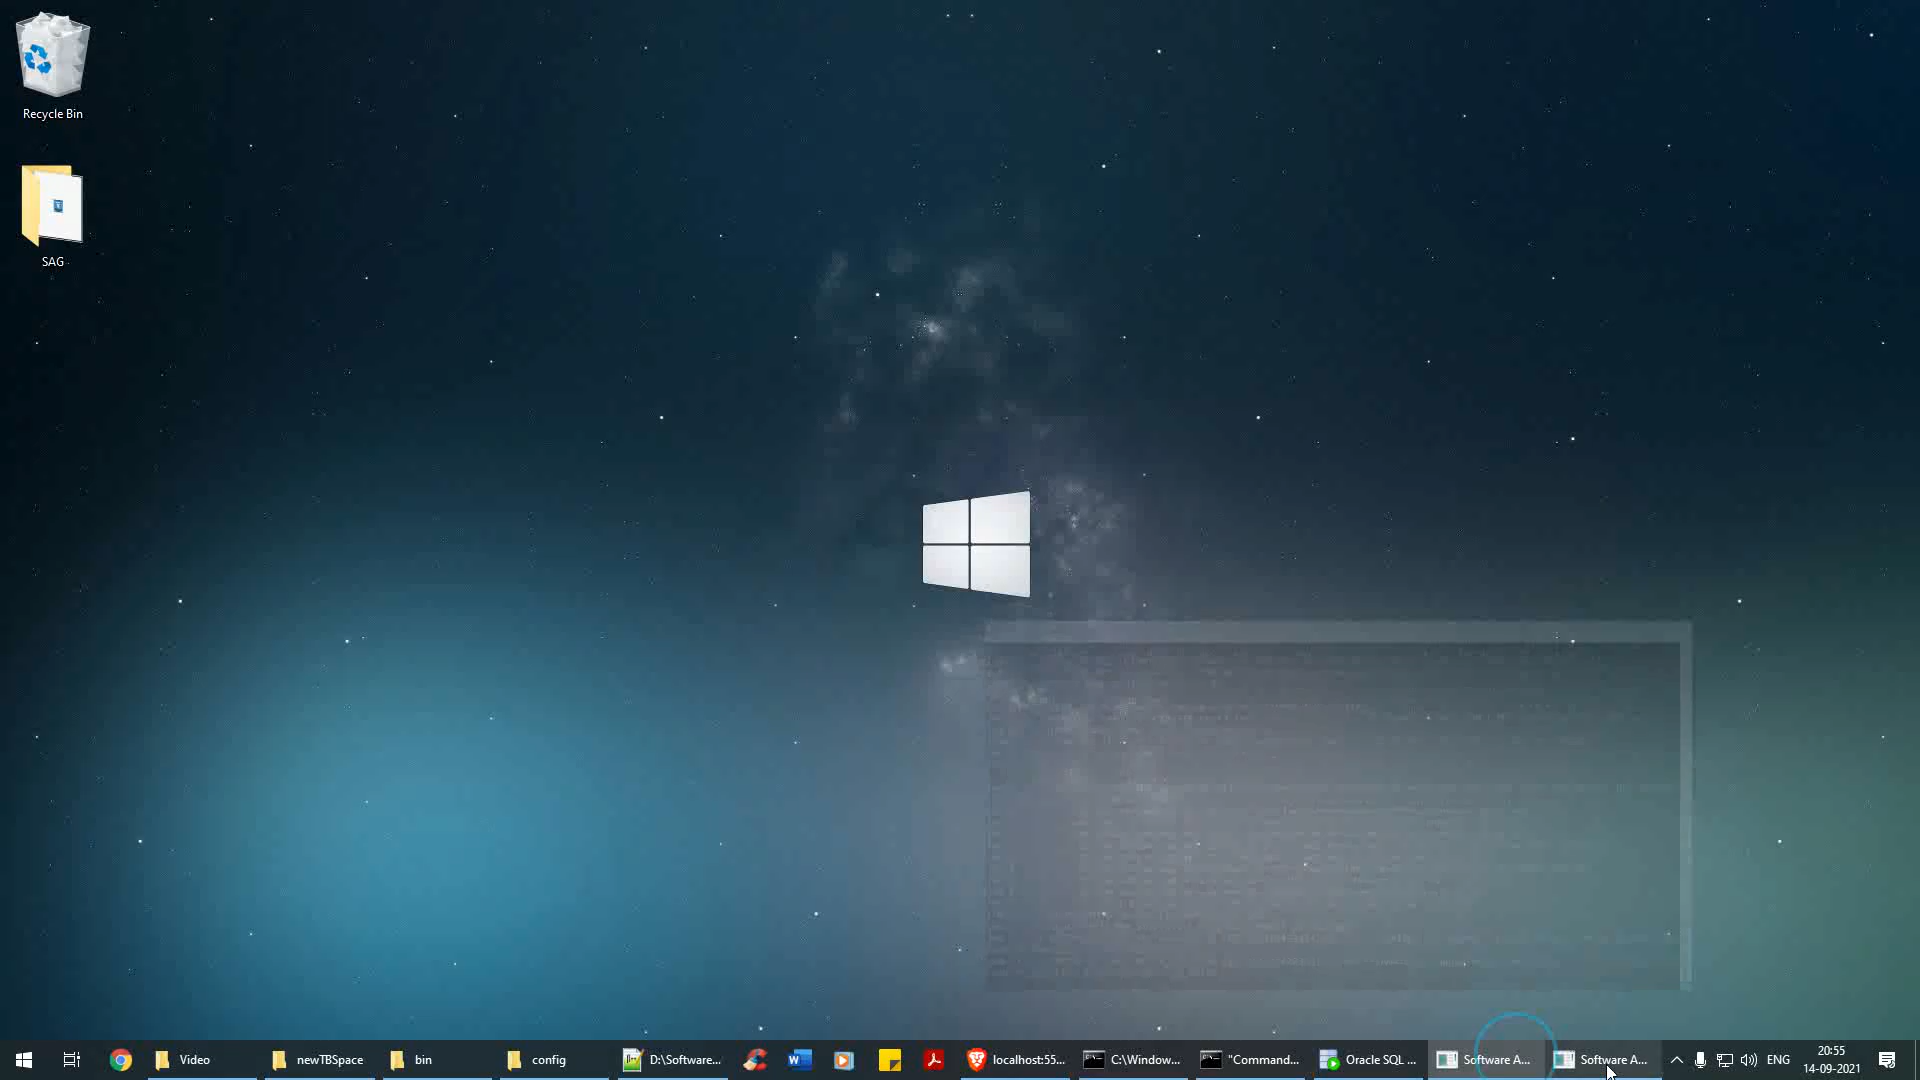 Recycle Bin
SAG
Video
newTBSpace
bin
config
D:\Software...
localhost:55...
C:\Window...
"Command...
Oracle SQL ...
Software A...
Software A...
ENG
20:55
14-09-2021